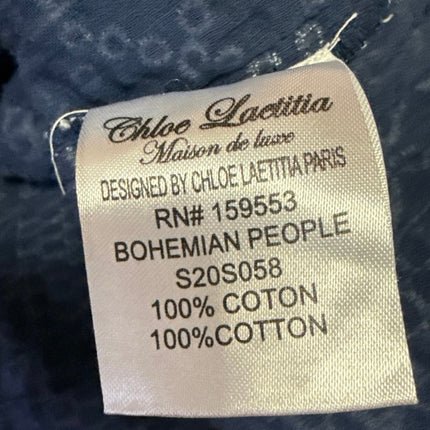 Chloe Laetitia
Maison de luxe
DESIGNED BY CHLOE LAETITIA PARIS
RN# 159553
BOHEMIAN PEOPLE
S20S058
100% COTON
100%COTTON